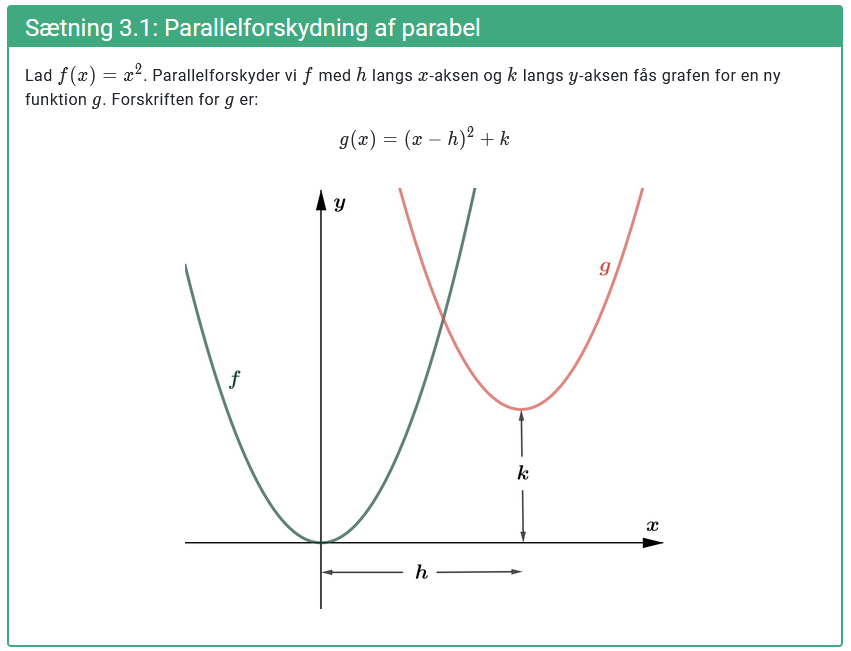 Sætning 3.1: Parallelforskydning af parabel
Lad f(x) = x². Parallelforskyder vi f med h langs x-aksen og k langs y-aksen fås grafen for en ny
funktion g. Forskriften for g er:
g(x) = (x − h)² + k
y
g
f
k
x
h